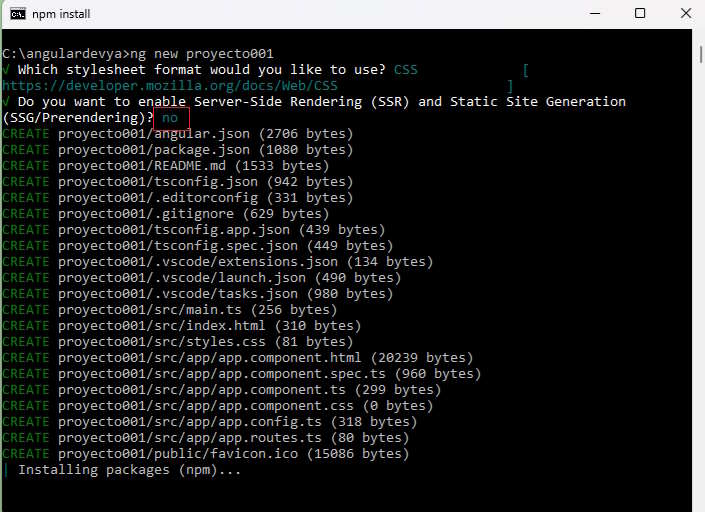 npm install
C:\angulardevya>ng new proyecto001
√ Which stylesheet format would you like to use? CSS             [
https://developer.mozilla.org/docs/Web/CSS                     ]
√ Do you want to enable Server-Side Rendering (SSR) and Static Site Generation
(SSG/Prerendering)? no
CREATE proyecto001/angular.json (2706 bytes)
CREATE proyecto001/package.json (1080 bytes)
CREATE proyecto001/README.md (1533 bytes)
CREATE proyecto001/tsconfig.json (942 bytes)
CREATE proyecto001/.editorconfig (331 bytes)
CREATE proyecto001/.gitignore (629 bytes)
CREATE proyecto001/tsconfig.app.json (439 bytes)
CREATE proyecto001/tsconfig.spec.json (449 bytes)
CREATE proyecto001/.vscode/extensions.json (134 bytes)
CREATE proyecto001/.vscode/launch.json (490 bytes)
CREATE proyecto001/.vscode/tasks.json (980 bytes)
CREATE proyecto001/src/main.ts (256 bytes)
CREATE proyecto001/src/index.html (310 bytes)
CREATE proyecto001/src/styles.css (81 bytes)
CREATE proyecto001/src/app/app.component.html (20239 bytes)
CREATE proyecto001/src/app/app.component.spec.ts (960 bytes)
CREATE proyecto001/src/app/app.component.ts (299 bytes)
CREATE proyecto001/src/app/app.component.css (0 bytes)
CREATE proyecto001/src/app/app.config.ts (318 bytes)
CREATE proyecto001/src/app/app.routes.ts (80 bytes)
CREATE proyecto001/public/favicon.ico (15086 bytes)
| Installing packages (npm)...